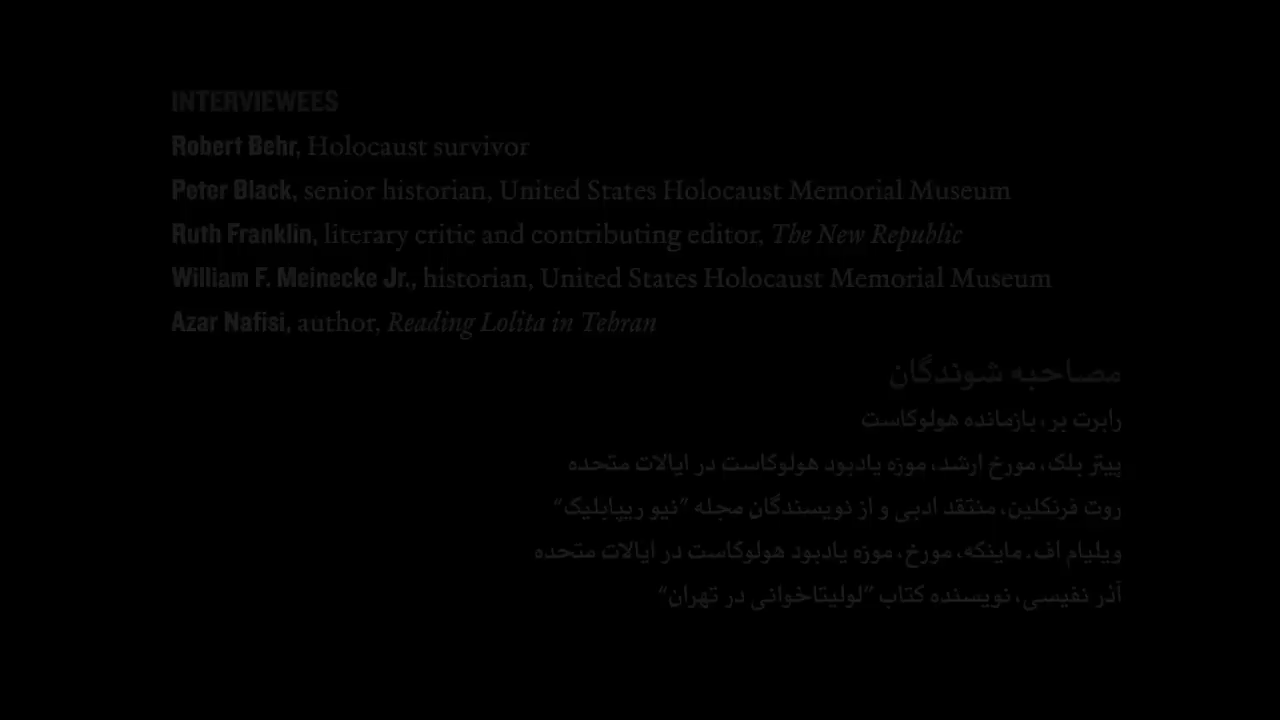 INTERVIEWEES
Robert Behr, Holocaust survivor
Peter Black, senior historian, United States Holocaust Memorial Museum
Ruth Franklin, literary critic and contributing editor, The New Republic
William F. Meinecke Jr., historian, United States Holocaust Memorial Museum
Azar Nafisi, author, Reading Lolita in Tehran
مصاحبه شوندگان
رابرت بر، بازمانده هولوکاست
پیتر بلک، مورخ ارشد، موزه یادبود هولوکاست در ایالات متحده
روت فرنکلین، منتقد ادبی و از نویسندگان مجله ”نیو ریپابلیک“
ویلیام اف. ماینکه، مورخ، موزه یادبود هولوکاست در ایالات متحده
آذر نفیسی، نویسنده کتاب ”لولیتاخوانی در تهران“